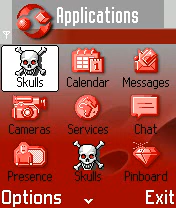 Applications
Skulls Calendar Messages
Cameras Services Chat
Presence Skulls Pinboard
Options Exit